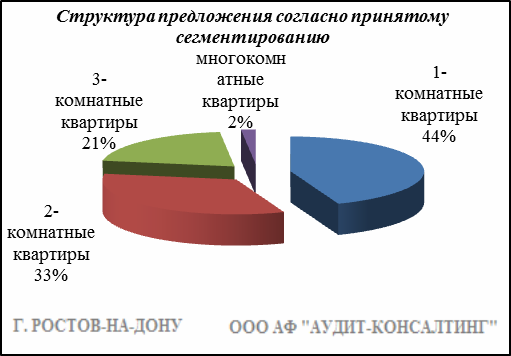 Структура предложения согласно принятому
сегментированию
многокомн
атные
квартиры
2%
1-
комнатные
квартиры
44%
3-
комнатные
квартиры
21%
2-
комнатные
квартиры
33%
Г. РОСТОВ-НА-ДОНУ
ООО АФ "АУДИТ-КОНСАЛТИНГ"